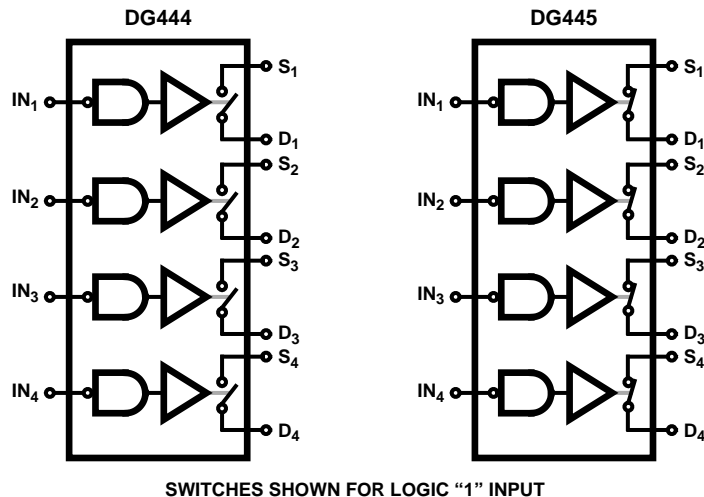 DG444
DG445
IN1
S1
D1
IN2
S2
D2
IN3
S3
D3
IN4
S4
D4
IN1
S1
D1
IN2
S2
D2
IN3
S3
D3
IN4
S4
D4
SWITCHES SHOWN FOR LOGIC “1” INPUT